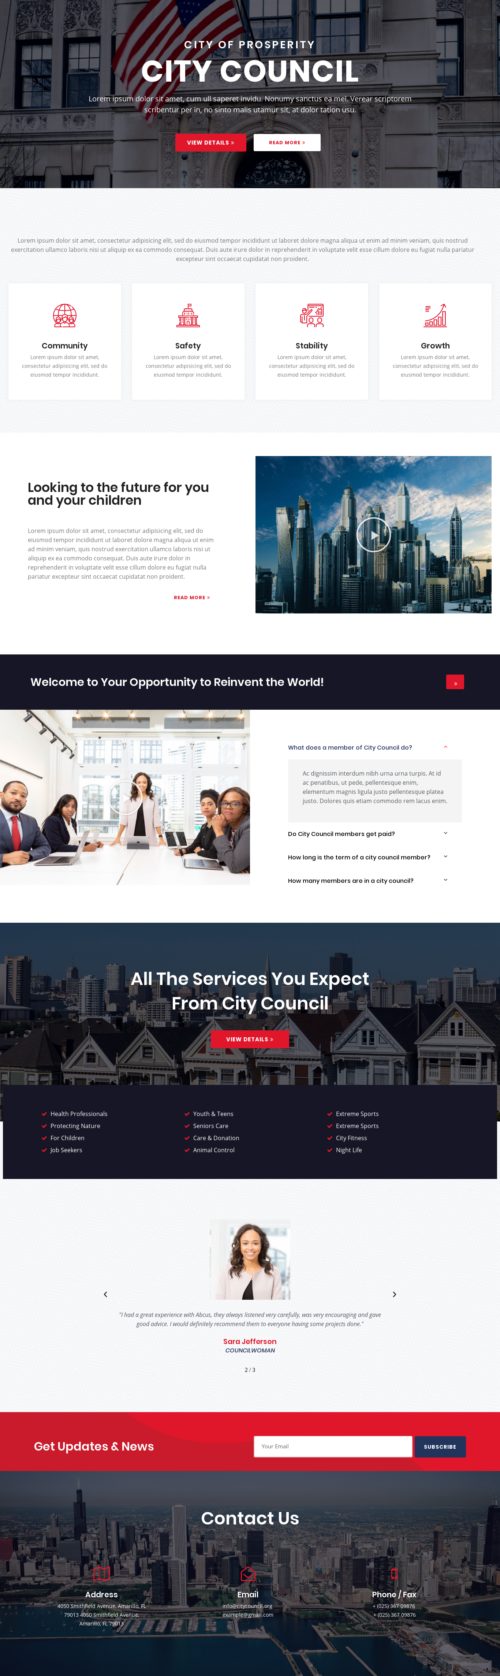 CITY OF PROSPERITY
CITY COUNCIL
Lorem ipsum dolor sit amet, cum ull saperet invidu. Nonumy sanctus ea mel. Verear scriptorem
scribentur per in, no sinto malis utamur sit, at dolor tation usu.
VIEW DETAILS »
READ MORE »
Lorem ipsum dolor sit amet, consectetur adipisicing elit, sed do eiusmod tempor incididunt ut laboret dolore magna aliqua ut enim ad minim veniam, quis nostrud
exercitation ullamco laboris nisi ut aliquip ex ea commodo consequat. Duis aute irure dolor in reprehenderit in voluptate velit esse cillum dolore eu fugiat nulla pariatur
excepteur sint occaecat cupidatat non proident.
Community
Lorem ipsum dolor sit amet,
consectetur adipisicing elit, sed do
eiusmod tempor incididunt.
Safety
Lorem ipsum dolor sit amet,
consectetur adipisicing elit, sed do
eiusmod tempor incididunt.
Stability
Lorem ipsum dolor sit amet,
consectetur adipisicing elit, sed do
eiusmod tempor incididunt.
Growth
Lorem ipsum dolor sit amet,
consectetur adipisicing elit, sed do
eiusmod tempor incididunt.
Looking to the future for you
and your children
Lorem ipsum dolor sit amet, consectetur adipisicing elit, sed do
eiusmod tempor incididunt ut laboret dolore magna aliqua ut enim
ad minim veniam, quis nostrud exercitation ullamco laboris nisi ut
aliquip ex ea commodo consequat. Duis aute irure dolor in
reprehenderit in voluptate velit esse cillum dolore eu fugiat nulla
pariatur excepteur sint occaecat cupidatat non proident.
READ MORE »
Welcome to Your Opportunity to Reinvent the World!
»
What does a member of City Council do?
Ac dignissim interdum nibh urna urna turpis. At id
ac penatibus, ut pede, pellentesque enim,
elementum magnis ligula justo pellentesque platea
justo. Dolores quis etiam commodo rem lacus enim.
Do City Council members get paid?
How long is the term of a city council member?
How many members are in a city council?
All The Services You Expect
From City Council
VIEW DETAILS »
Health Professionals
Protecting Nature
For Children
Job Seekers
Youth & Teens
Seniors Care
Care & Donation
Animal Control
Extreme Sports
Extreme Sports
City Fitness
Night Life
"I had a great experience with Abcus, they always listened very carefully, was very encouraging and gave
good advice. I would definitely recommend them to everyone having some projects done."
Sara Jefferson
COUNCILWOMAN
2 / 3
Get Updates & News
Your Email
SUBSCRIBE
Contact Us
Address
4050 Smithfield Avenue, Amarillo, FL
79013 4050 Smithfield Avenue,
Amarillo, FL 79013
Email
info@citycouncil.org
example@gmail.com
Phone / Fax
+ (025) 367 09876
+ (025) 367 09876